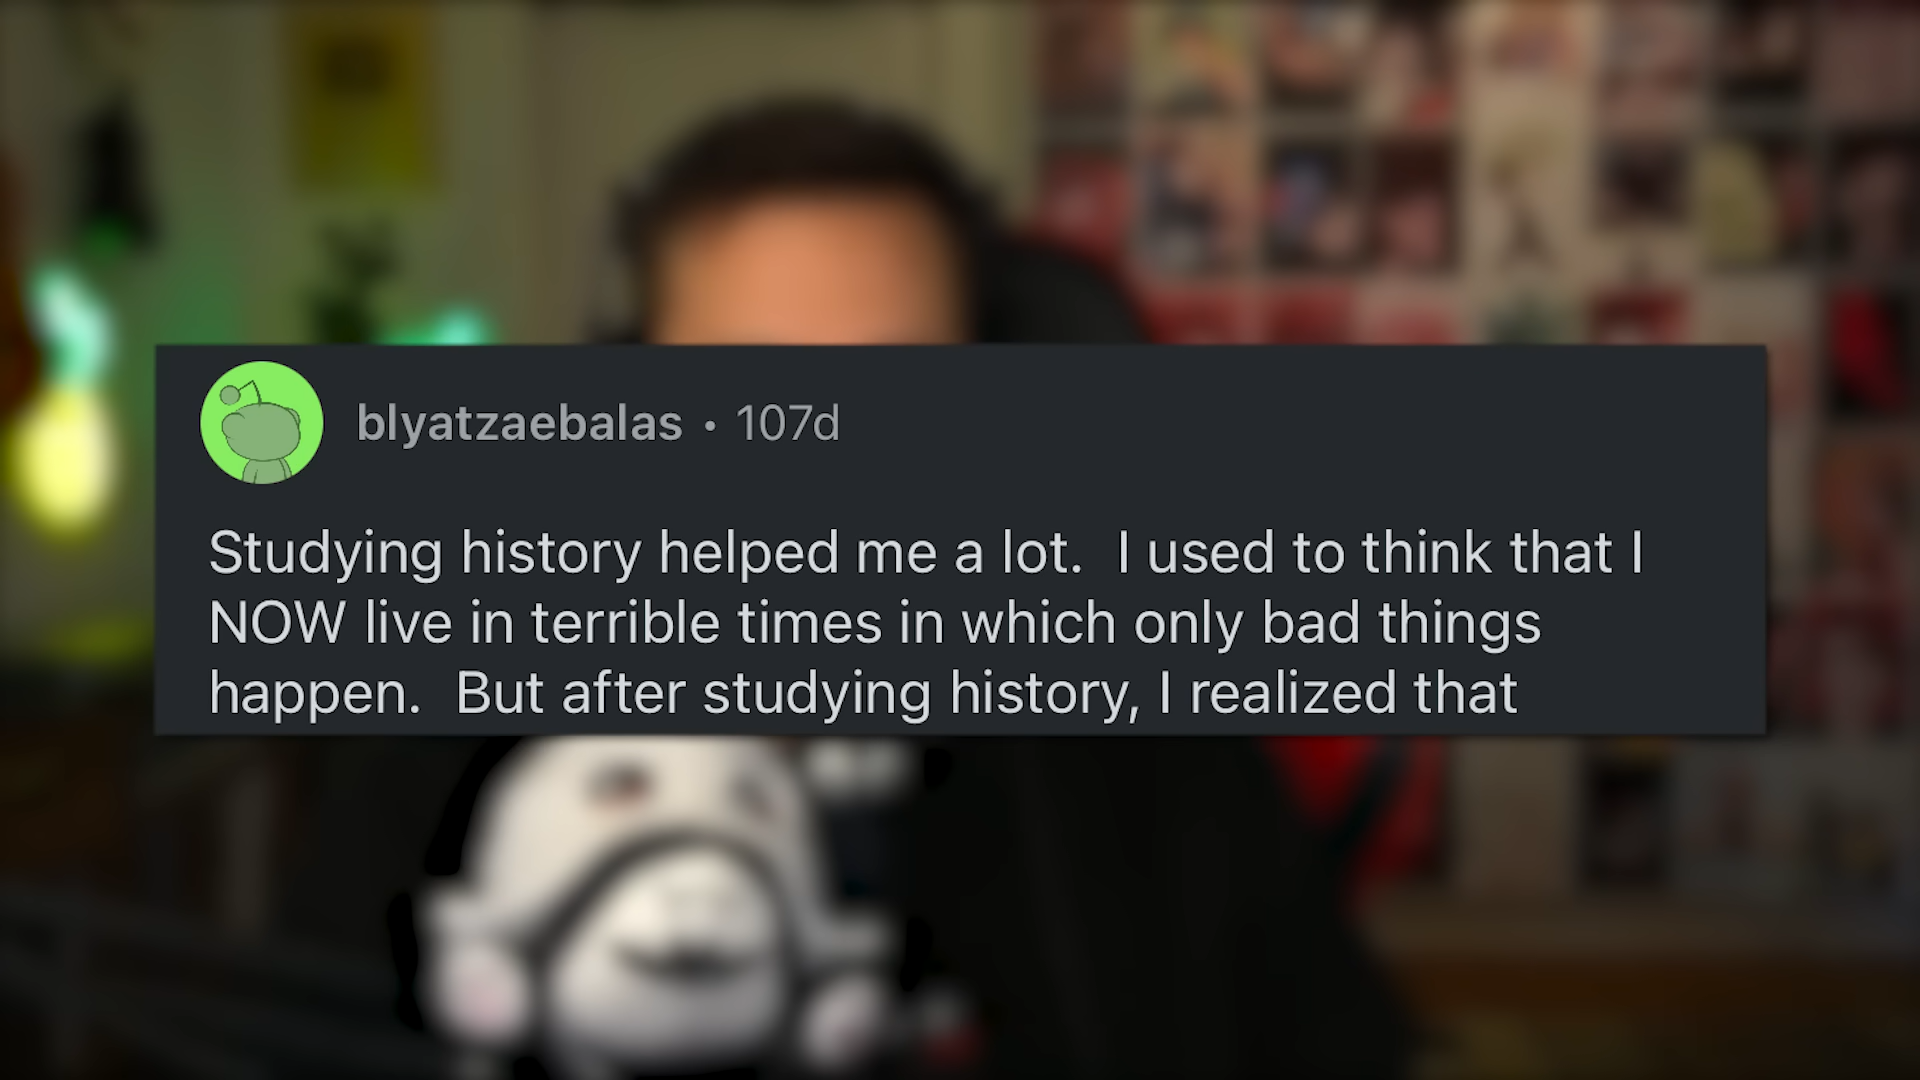 blyatzaebalas • 107d
Studying history helped me a lot. I used to think that I
NOW live in terrible times in which only bad things
happen. But after studying history, I realized that